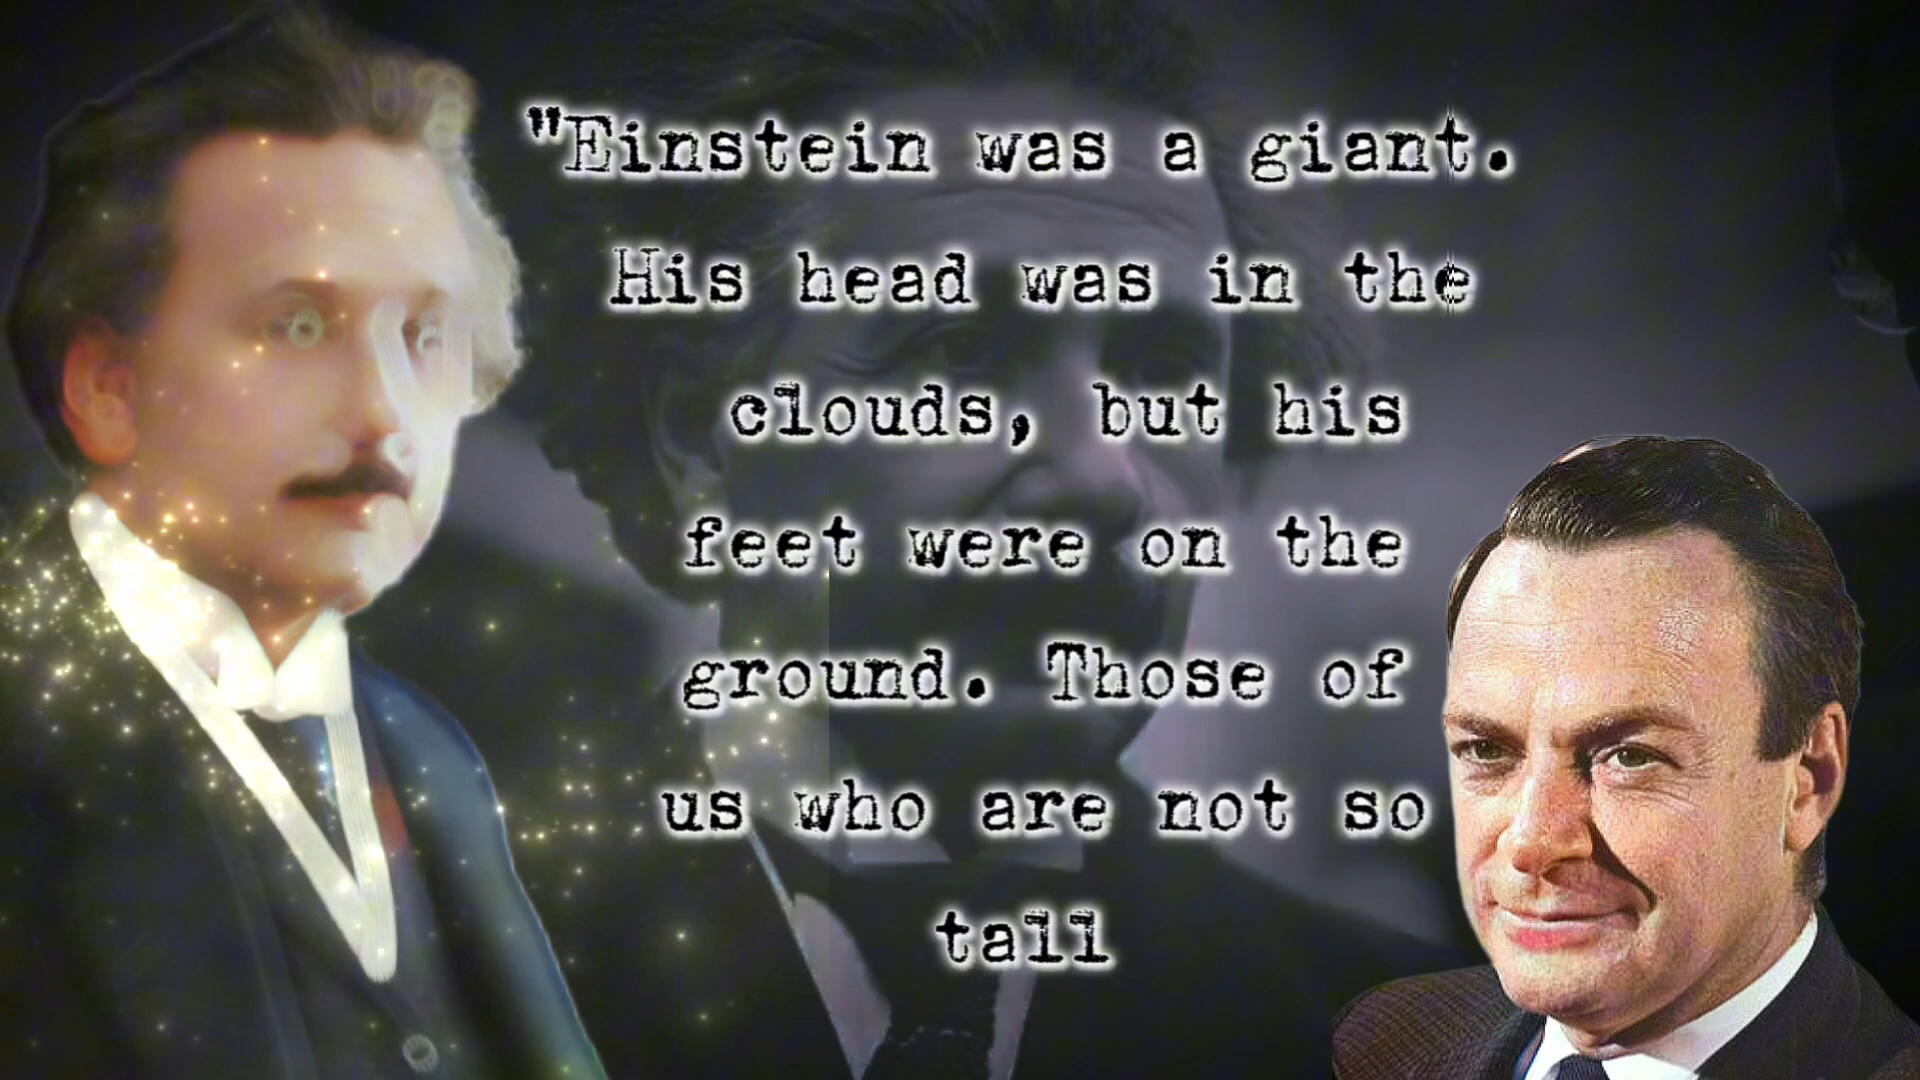 "Einstein was a giant.
His head was in the
clouds, but his
feet were on the
ground. Those of
us who are not so
tall